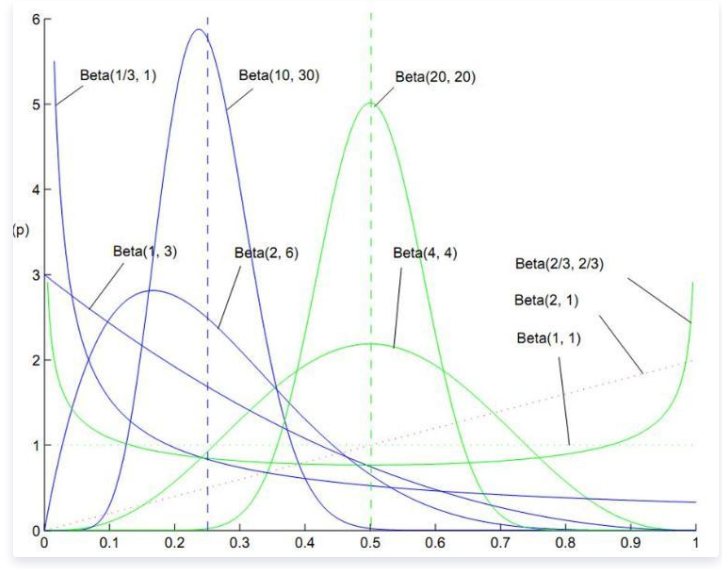 6
Beta(1/3, 1)
Beta(10, 30)
Beta(20, 20)
5
4
(p)
Beta(1, 3)
Beta(2, 6)
Beta(4, 4)
Beta(2/3, 2/3)
3
Beta(2, 1)
Beta(1, 1)
2
1
0
0 0.1 0.2 0.3 0.4 0.5 0.6 0.7 0.8 0.9 1